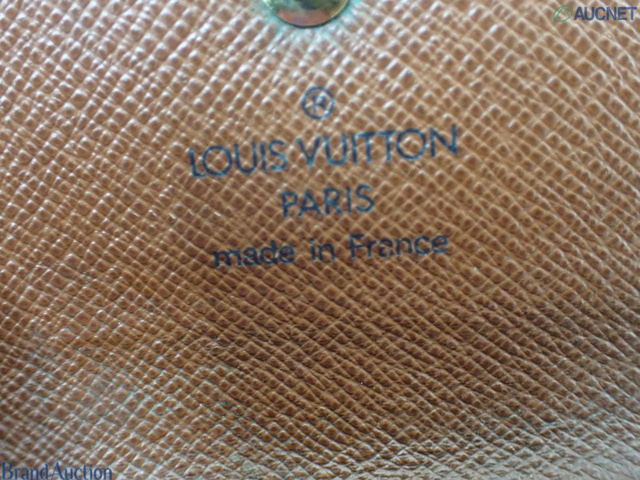 AUCNET
®
LOUIS VUITTON
PARIS
made in France
BrandAuction